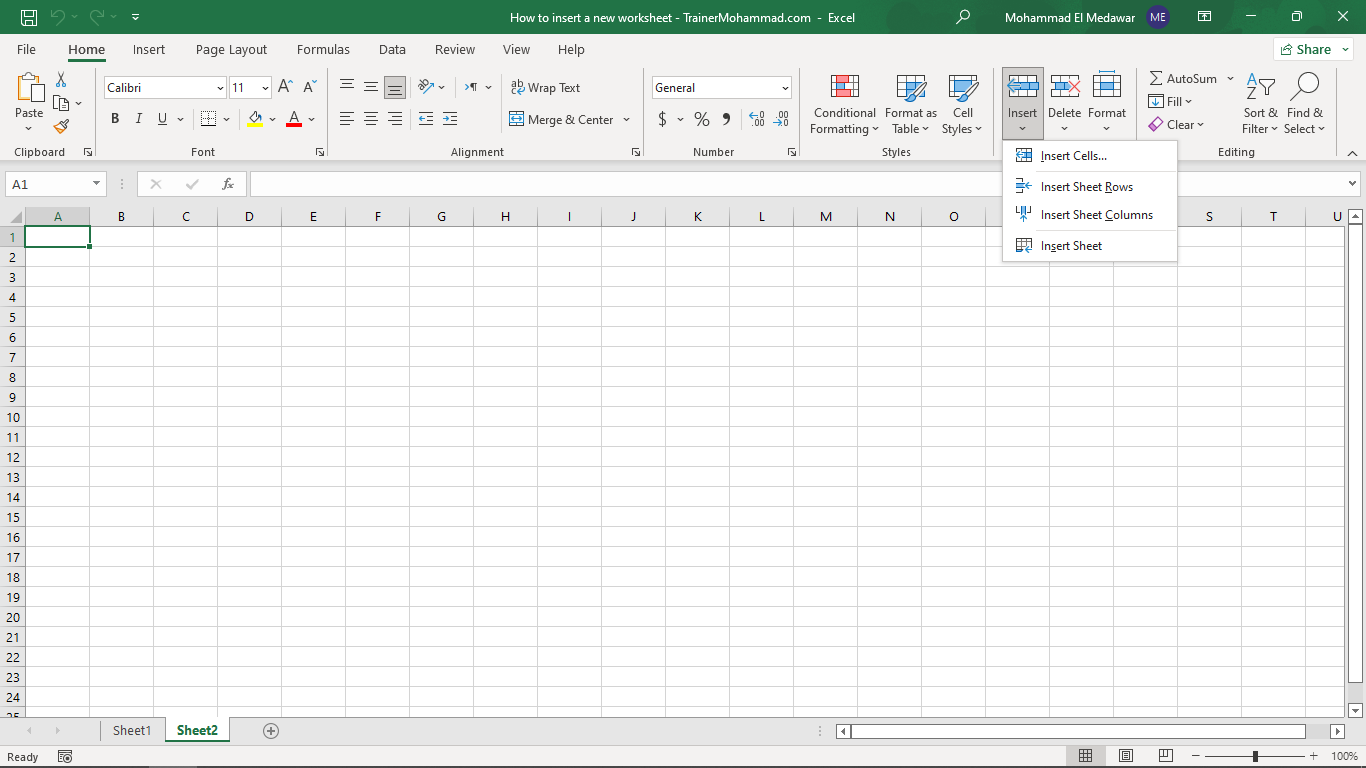 How to insert a new worksheet - TrainerMohammad.com - Excel
Mohammad El Medawar ME
File Home Insert Page Layout Formulas Data Review View Help Share
Calibri 11 A A
General
Wrap Text
Paste
B I U A
Merge & Center
$ % 9 .00 .00
Conditional Formatting
Format as Table
Cell Styles
Insert
Delete
Format
AutoSum
Fill
Clear
Sort & Filter
Find & Select
Clipboard Font Alignment Number Styles Editing
Insert Cells...
Insert Sheet Rows
Insert Sheet Columns
Insert Sheet
A1 fx
A B C D E F G H I J K L M N O S T U
1
2
3
4
5
6
7
8
9
10
11
12
13
14
15
16
17
18
19
20
21
22
23
24
25
Sheet1 Sheet2
Ready
100%